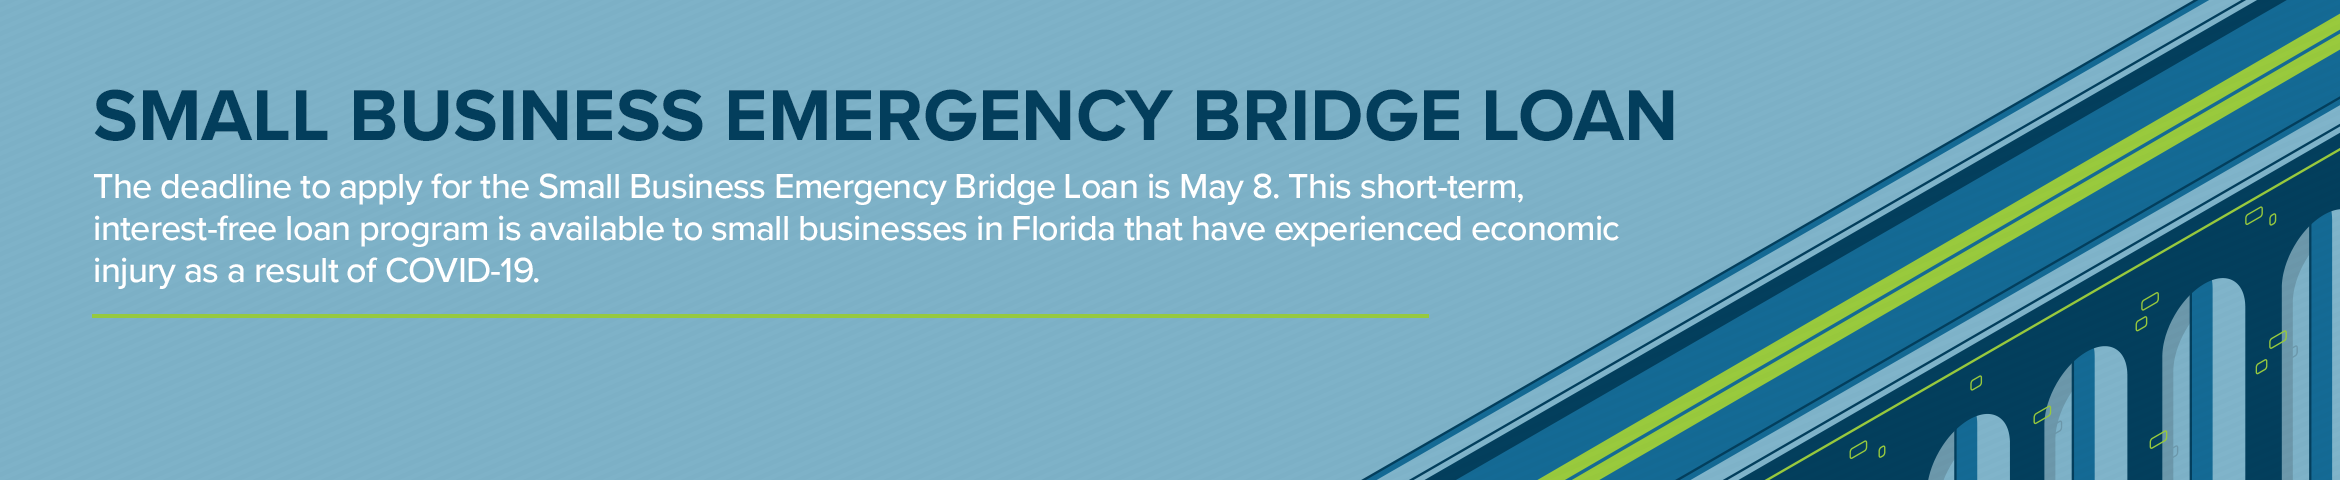 SMALL BUSINESS EMERGENCY BRIDGE LOAN
The deadline to apply for the Small Business Emergency Bridge Loan is May 8. This short-term,
interest-free loan program is available to small businesses in Florida that have experienced economic
injury as a result of COVID-19.